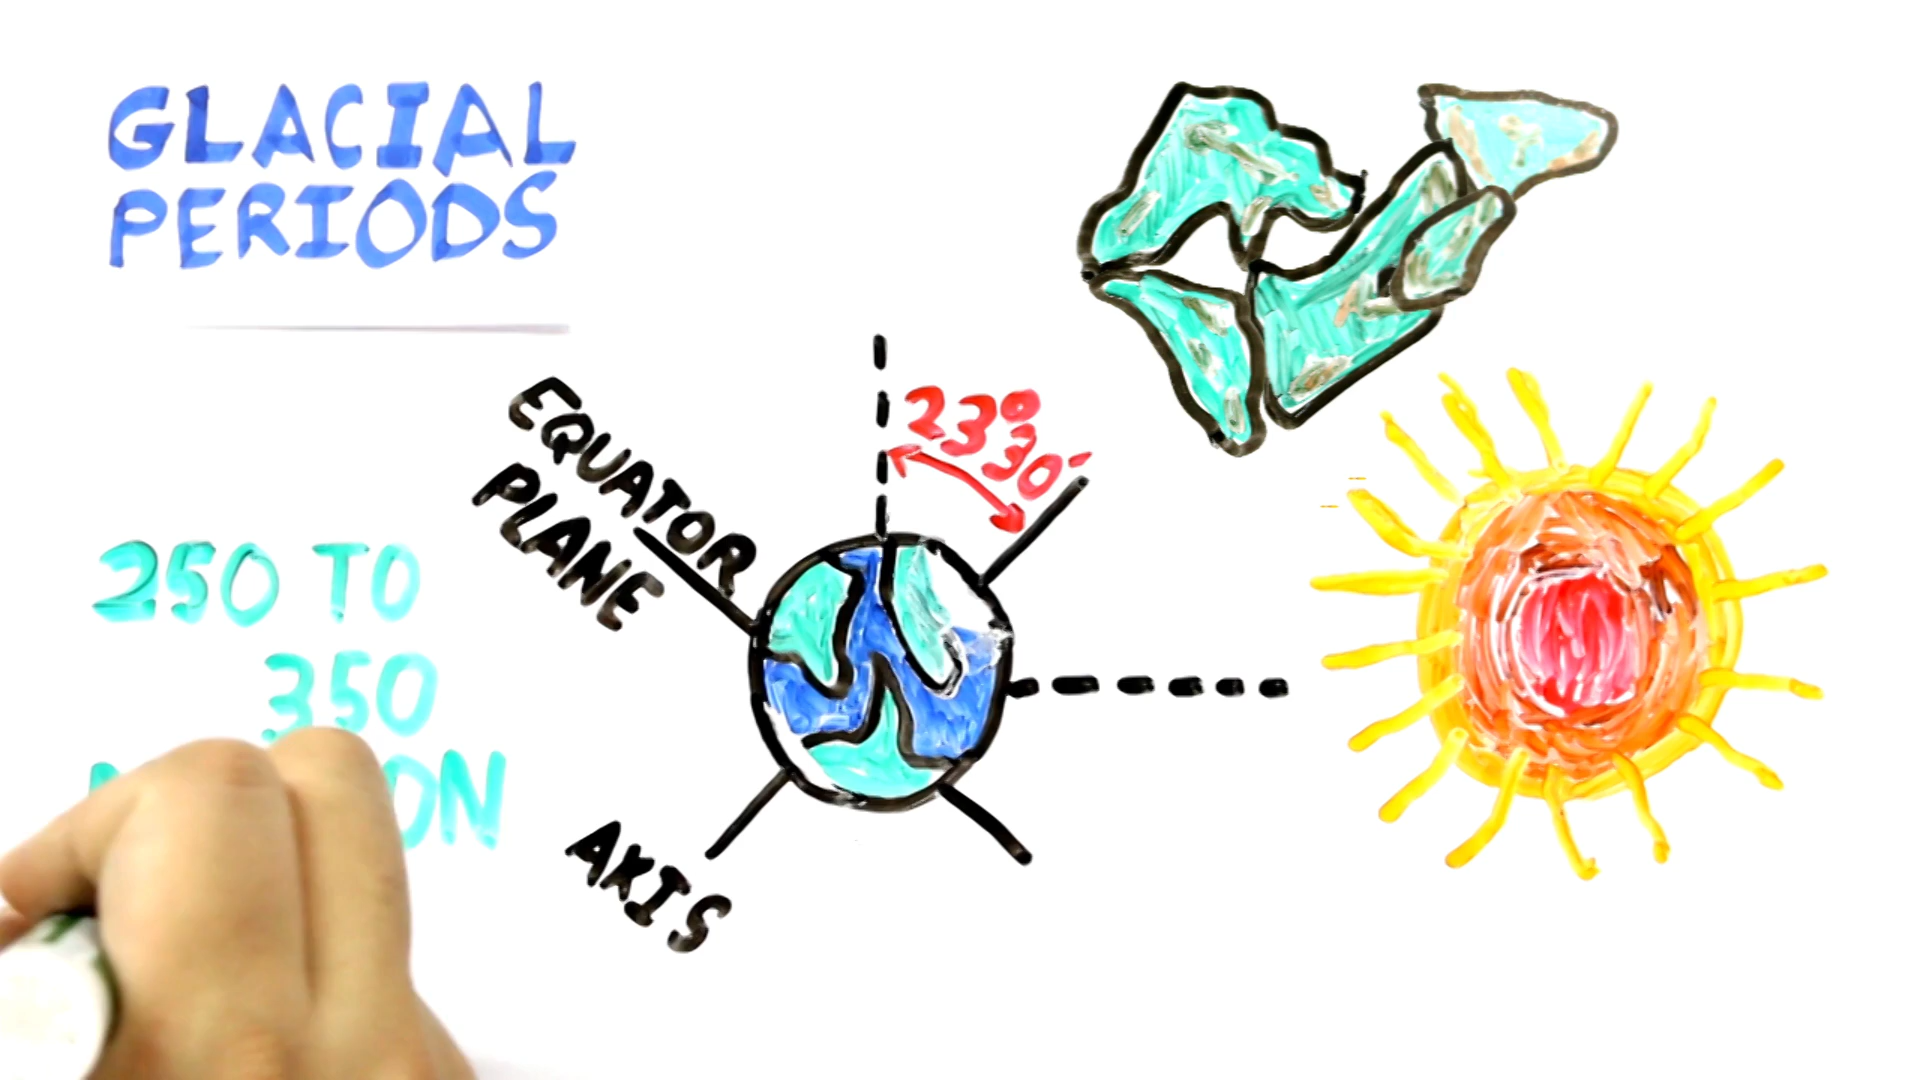 GLACIAL
PERIODS
EQUATOR
PLANE
23°
30'
250 TO
350
AXIS